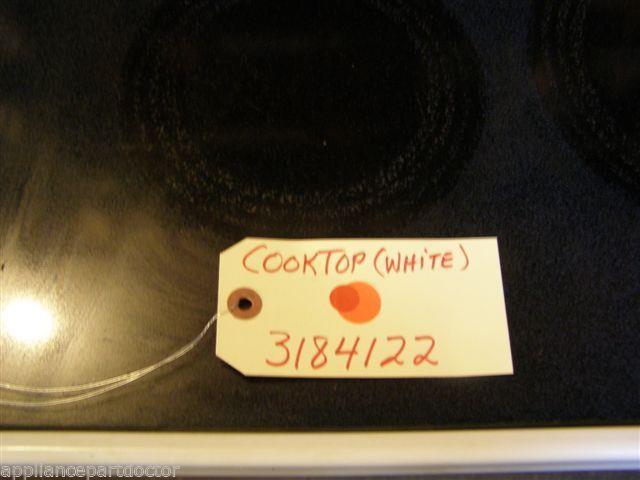 COOKTOP (WHITE)
3184122
appliancepartdoctor